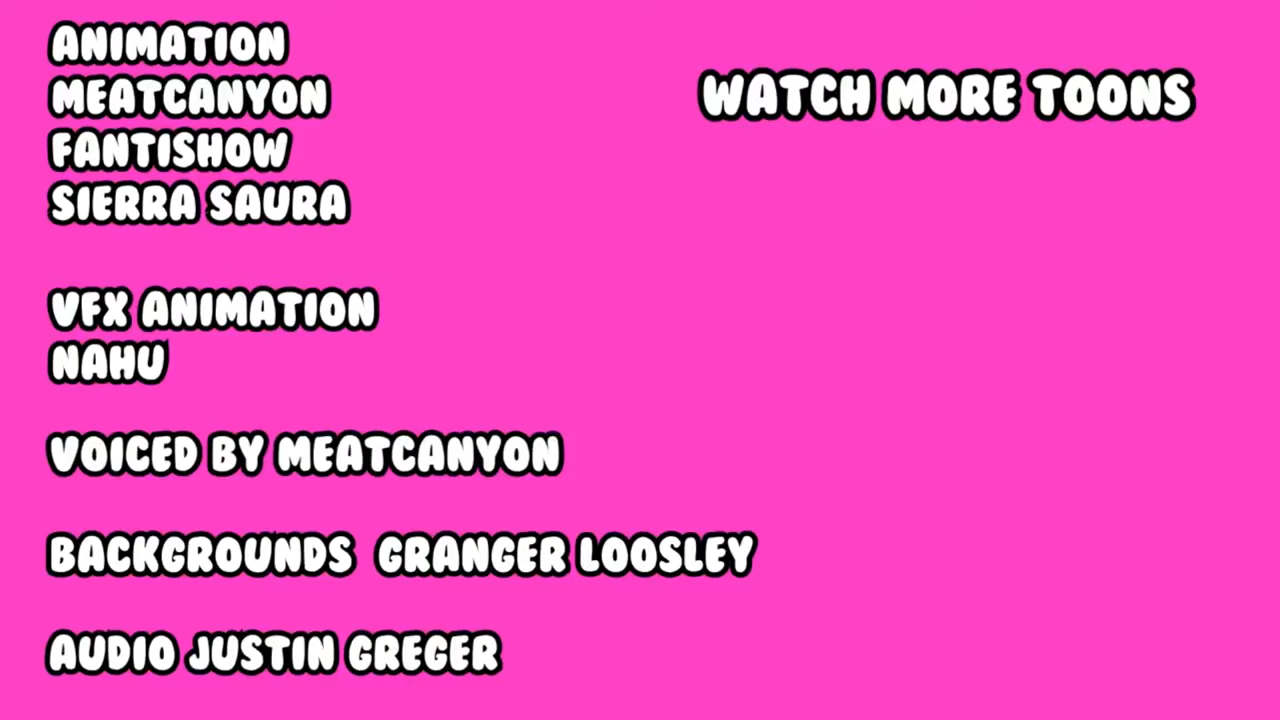 ANIMATION
MEATCANYON
FANTISHOW
SIERRA SAURA
VFX ANIMATION
NAHU
VOICED BY MEATCANYON
BACKGROUNDS GRANGER LOOSLEY
AUDIO JUSTIN GREGER
WATCH MORE TOONS